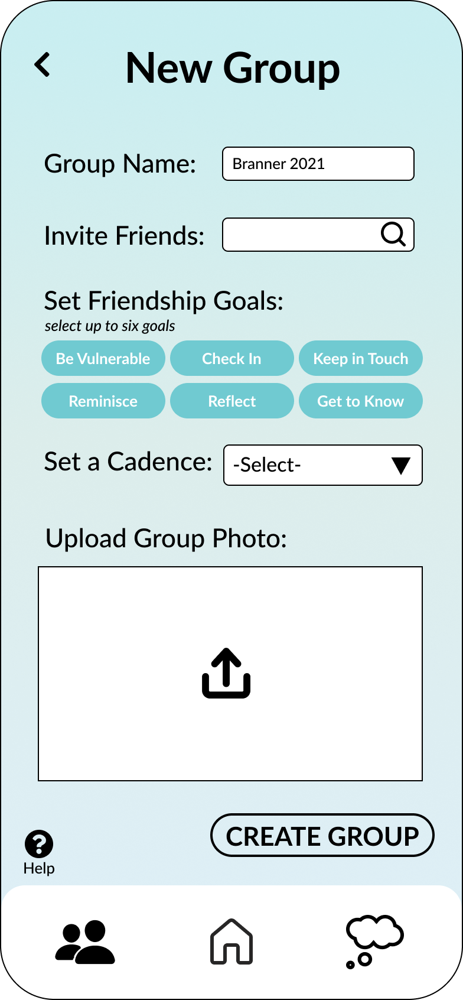 New Group
Group Name: Branner 2021
Invite Friends:
Set Friendship Goals:
select up to six goals
Be Vulnerable Check In Keep in Touch
Reminisce Reflect Get to Know
Set a Cadence: -Select-
Upload Group Photo:
CREATE GROUP
Help